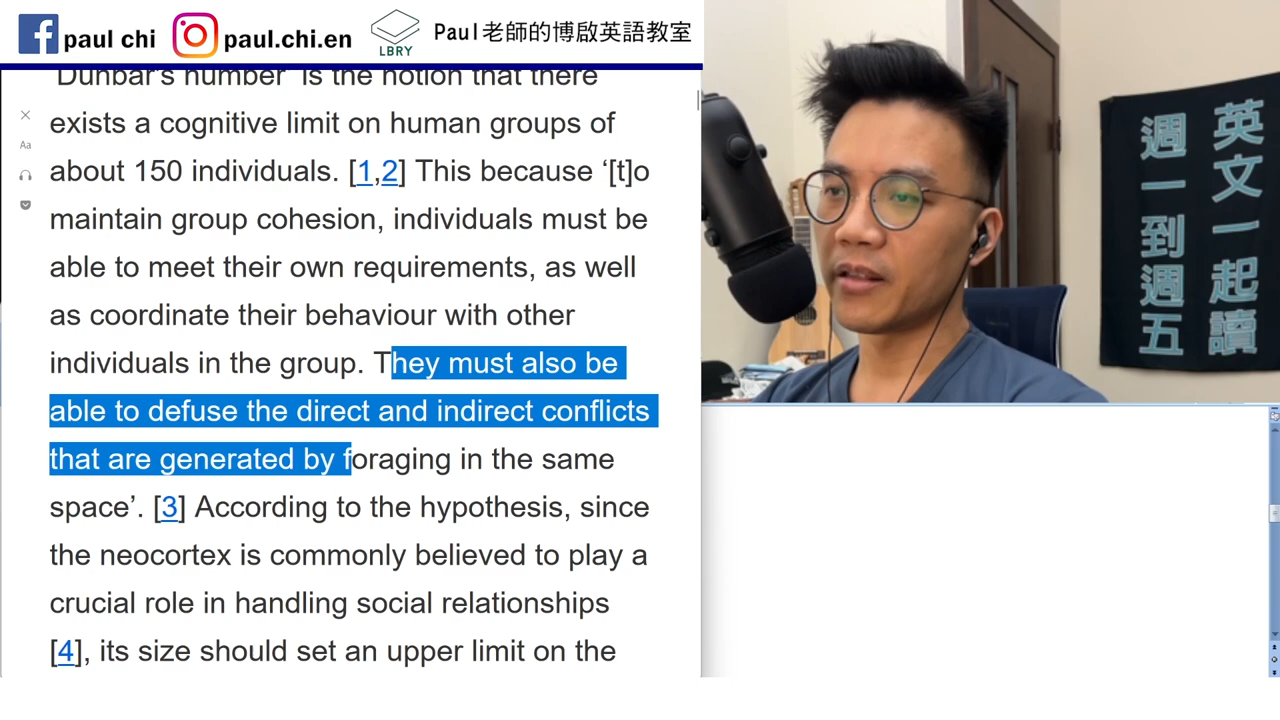 paul chi
paul.chi.en
LBRY
Paul老師的博啟英語教室
'Dunbar's number' is the notion that there
exists a cognitive limit on human groups of
about 150 individuals. [1,2] This because ‘[t]o
maintain group cohesion, individuals must be
able to meet their own requirements, as well
as coordinate their behaviour with other
individuals in the group. They must also be
able to defuse the direct and indirect conflicts
that are generated by foraging in the same
space’. [3] According to the hypothesis, since
the neocortex is commonly believed to play a
crucial role in handling social relationships
[4], its size should set an upper limit on the
Aa
英文一起讀
週一到週五